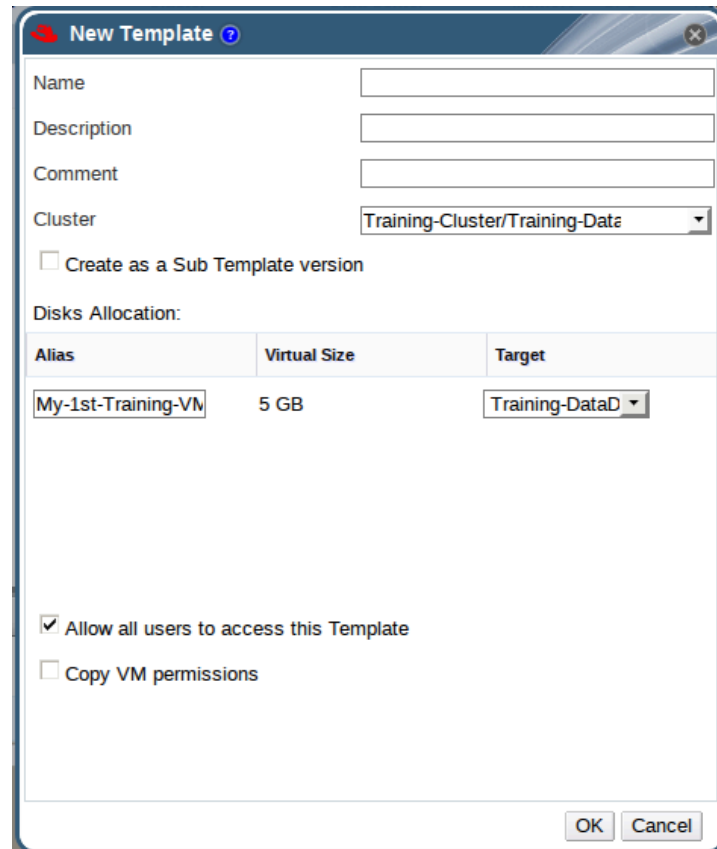 New Template ?
Name
Description
Comment
Cluster Training-Cluster/Training-Data
Create as a Sub Template version
Disks Allocation:
Alias Virtual Size Target
My-1st-Training-VM 5 GB Training-DataD
Allow all users to access this Template
Copy VM permissions
OK Cancel